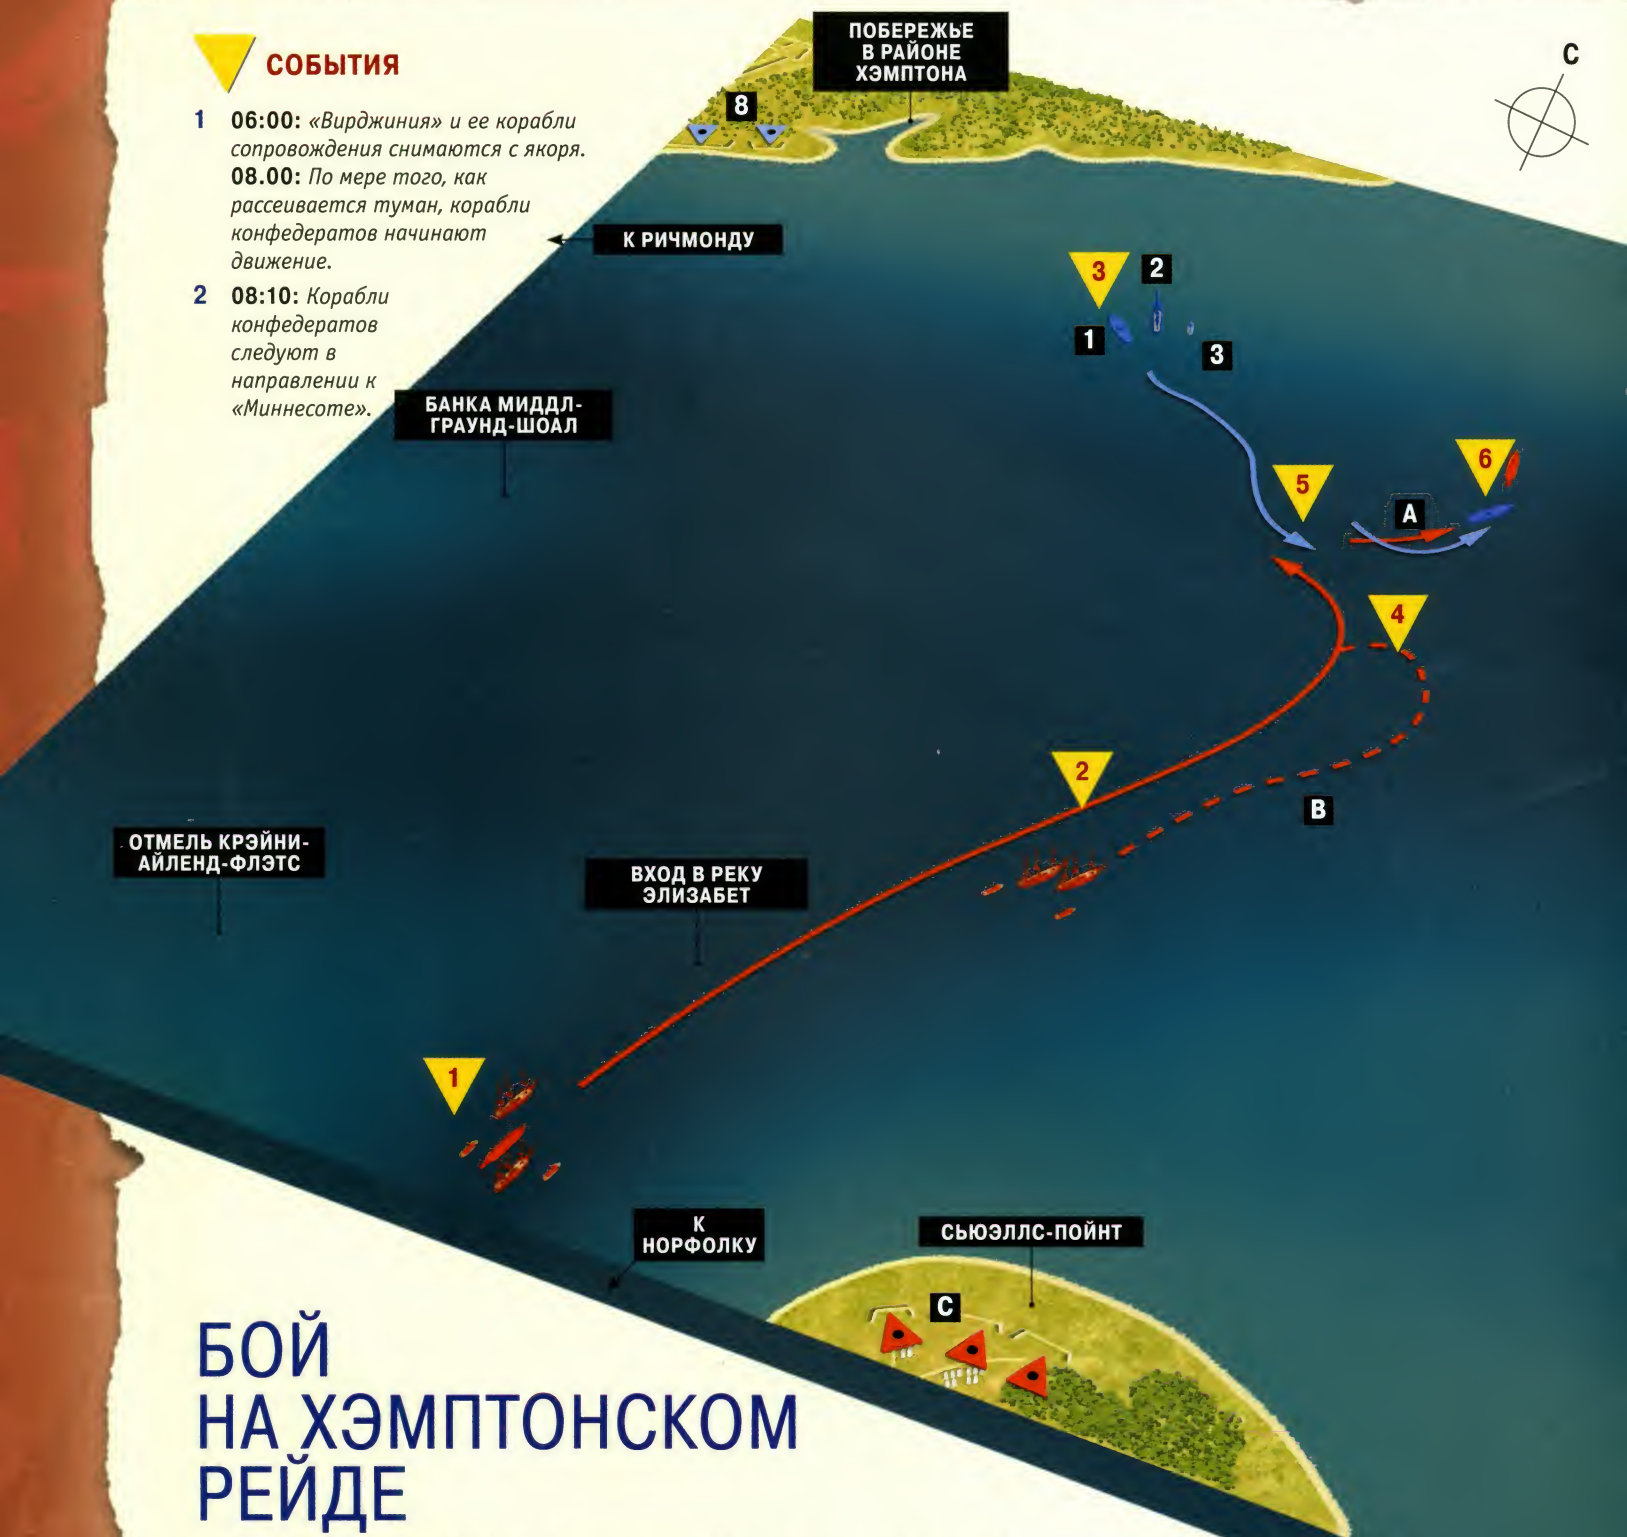 СОБЫТИЯ
1 06:00: «Вирджиния» и ее корабли
сопровождения снимаются с якоря.
08.00: По мере того, как
рассеивается туман, корабли
конфедератов начинают
движение.
2 08:10: Корабли
конфедератов
следуют в
направлении к
«Миннесоте».
ПОБЕРЕЖЬЕ
В РАЙОНЕ
ХЭМПТОНА
С
8
К РИЧМОНДУ
3
2
1
3
БАНКА МИДДЛ-
ГРАУНД-ШОАЛ
6
5
A
4
2
B
ОТМЕЛЬ КРЭЙНИ-
АЙЛЕНД-ФЛЭТС
ВХОД В РЕКУ
ЭЛИЗАБЕТ
1
К
НОРФОЛКУ
СЬЮЭЛЛС-ПОЙНТ
C
БОЙ
НА ХЭМПТОНСКОМ
РЕЙДЕ